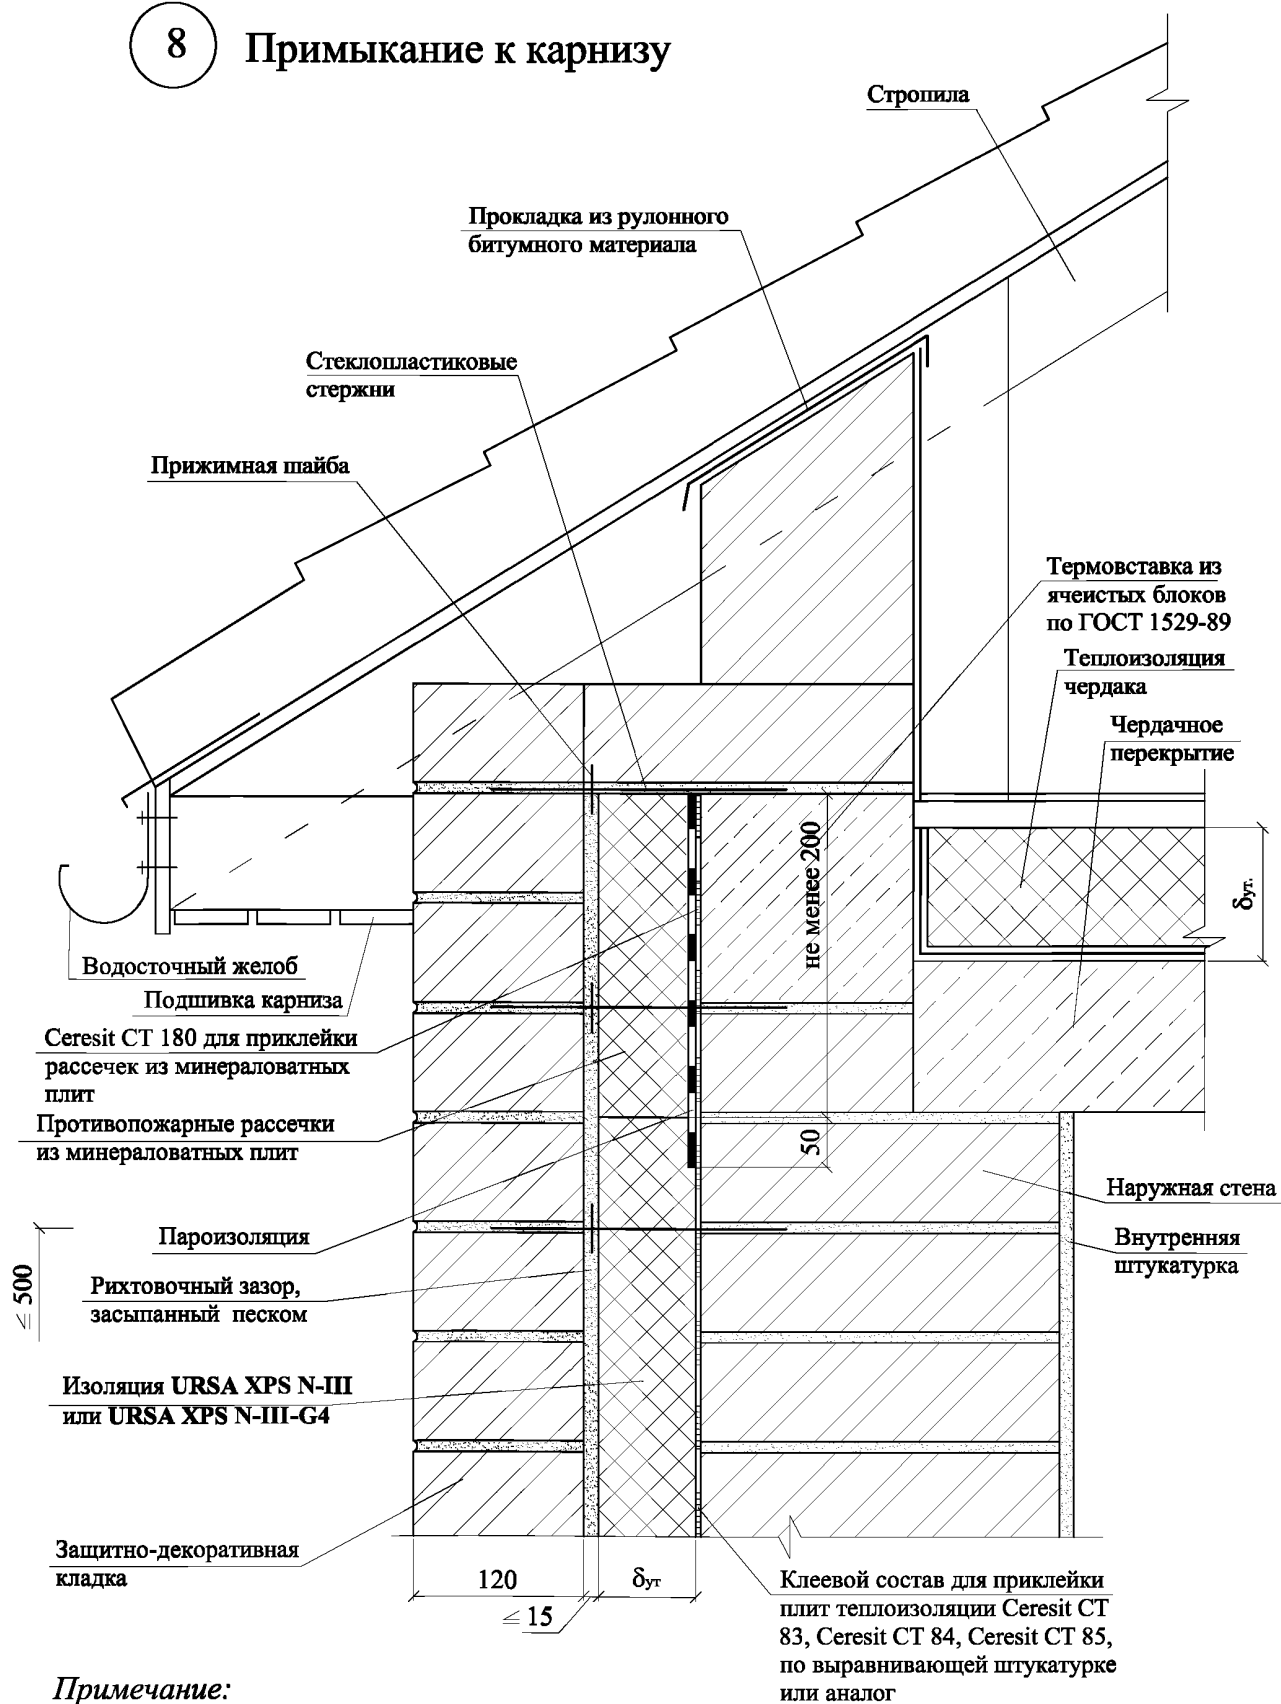 8 Примыкание к карнизу
Стропила
Прокладка из рулонного
битумного материала
Стеклопластиковые
стержни
Прижимная шайба
Термовставка из
ячеистых блоков
по ГОСТ 1529-89
Теплоизоляция
чердака
Чердачное
перекрытие
не менее 200
δут.
Водосточный желоб
Подшивка карниза
Ceresit CT 180 для приклейки
рассечек из минераловатных
плит
Противопожарные рассечки
из минераловатных плит
50
Наружная стена
Пароизоляция
Внутренняя
штукатурка
Рихтовочный зазор,
засыпанный песком
≤ 500
Изоляция URSA XPS N-III
или URSA XPS N-III-G4
Защитно-декоративная
кладка
120
δут
≤ 15
Клеевой состав для приклейки
плит теплоизоляции Ceresit CT
83, Ceresit CT 84, Ceresit CT 85,
по выравнивающей штукатурке
или аналог
Примечание: